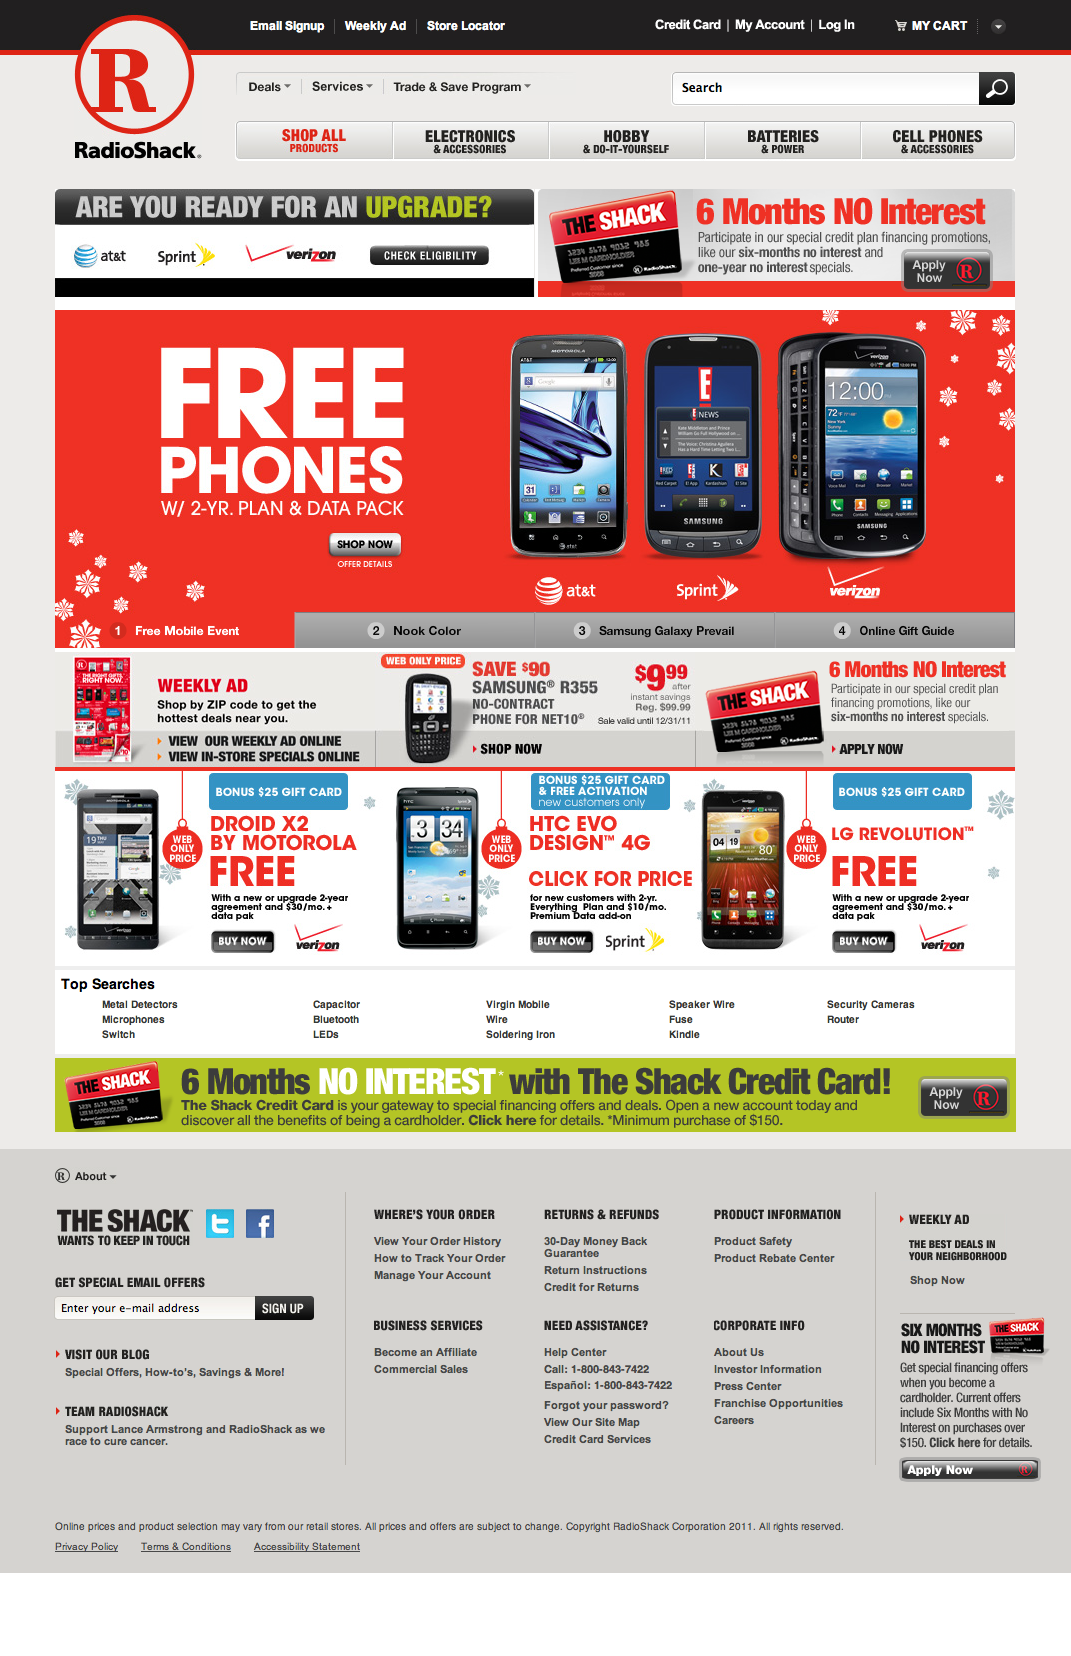 Email Signup
Weekly Ad
Store Locator
Credit Card | My Account | Log In
MY CART
R
RadioShack.
Deals
Services
Trade & Save Program
Search
SHOP ALL
PRODUCTS
ELECTRONICS
& ACCESSORIES
HOBBY
& DO-IT-YOURSELF
BATTERIES
& POWER
CELL PHONES
& ACCESSORIES
ARE YOU READY FOR AN UPGRADE?
at&t
Sprint
verizon
CHECK ELIGIBILITY
THE SHACK
RadioShack
6 Months NO Interest
Participate in our special credit plan financing promotions,
like our six-months no interest and
one-year no interest specials.
Apply
Now
FREE
PHONES
W/ 2-YR. PLAN & DATA PACK
SHOP NOW
OFFER DETAILS
AT&T
MOTOROLA
Google
31
at&t
E
NEWS
SAMSUNG
verizon
12:00
72°F
SAMSUNG
at&t
Sprint
verizon
1 Free Mobile Event
2 Nook Color
3 Samsung Galaxy Prevail
4 Online Gift Guide
THE RIGHT GIFTS.
RIGHT NOW.
WEEKLY AD
Shop by ZIP code to get the
hottest deals near you.
VIEW OUR WEEKLY AD ONLINE
VIEW IN-STORE SPECIALS ONLINE
WEB ONLY PRICE
SAVE $90
SAMSUNG® R355
NO-CONTRACT
PHONE FOR NET10®
SHOP NOW
$9.99
after
instant savings
Reg. $99.99
Sale valid until 12/31/11
THE SHACK
6 Months NO Interest
Participate in our special credit plan
financing promotions, like our
six-months no interest specials.
APPLY NOW
BONUS $25 GIFT CARD
WEB
ONLY
PRICE
DROID X2
BY MOTOROLA
FREE
With a new or upgrade 2-year
agreement and $30/mo. +
data pak
BUY NOW
verizon
BONUS $25 GIFT CARD
& FREE ACTIVATION
new customers only
WEB
ONLY
PRICE
HTC EVO
DESIGN™ 4G
CLICK FOR PRICE
for new customers with 2-yr.
Everything Plan and $10/mo.
Premium Data add-on
BUY NOW
Sprint
BONUS $25 GIFT CARD
WEB
ONLY
PRICE
LG REVOLUTION™
FREE
With a new or upgrade 2-year
agreement and $30/mo. +
data pak
BUY NOW
verizon
Top Searches
Metal Detectors
Capacitor
Virgin Mobile
Speaker Wire
Security Cameras
Microphones
Bluetooth
Wire
Fuse
Router
Switch
LEDs
Soldering Iron
Kindle
THE SHACK
6 Months NO INTEREST* with The Shack Credit Card!
The Shack Credit Card is your gateway to special financing offers and deals. Open a new account today and
discover all the benefits of being a cardholder. Click here for details. *Minimum purchase of $150.
Apply
Now
About
THE SHACK™
WANTS TO KEEP IN TOUCH
GET SPECIAL EMAIL OFFERS
Enter your e-mail address
SIGN UP
VISIT OUR BLOG
Special Offers, How-to's, Savings & More!
TEAM RADIOSHACK
Support Lance Armstrong and RadioShack as we
race to cure cancer.
WHERE'S YOUR ORDER
View Your Order History
How to Track Your Order
Manage Your Account
RETURNS & REFUNDS
30-Day Money Back
Guarantee
Return Instructions
Credit for Returns
PRODUCT INFORMATION
Product Safety
Product Rebate Center
BUSINESS SERVICES
Become an Affiliate
Commercial Sales
NEED ASSISTANCE?
Help Center
Call: 1-800-843-7422
Español: 1-800-843-7422
Forgot your password?
View Our Site Map
Credit Card Services
CORPORATE INFO
About Us
Investor Information
Press Center
Franchise Opportunities
Careers
WEEKLY AD
THE BEST DEALS IN
YOUR NEIGHBORHOOD
Shop Now
SIX MONTHS
NO INTEREST
THE SHACK
Get special financing offers
when you become a
cardholder. Current offers
include Six Months with No
Interest on purchases over
$150. Click here for details.
Apply Now
Online prices and product selection may vary from our retail stores. All prices and offers are subject to change. Copyright RadioShack Corporation 2011. All rights reserved.
Privacy Policy
Terms & Conditions
Accessibility Statement